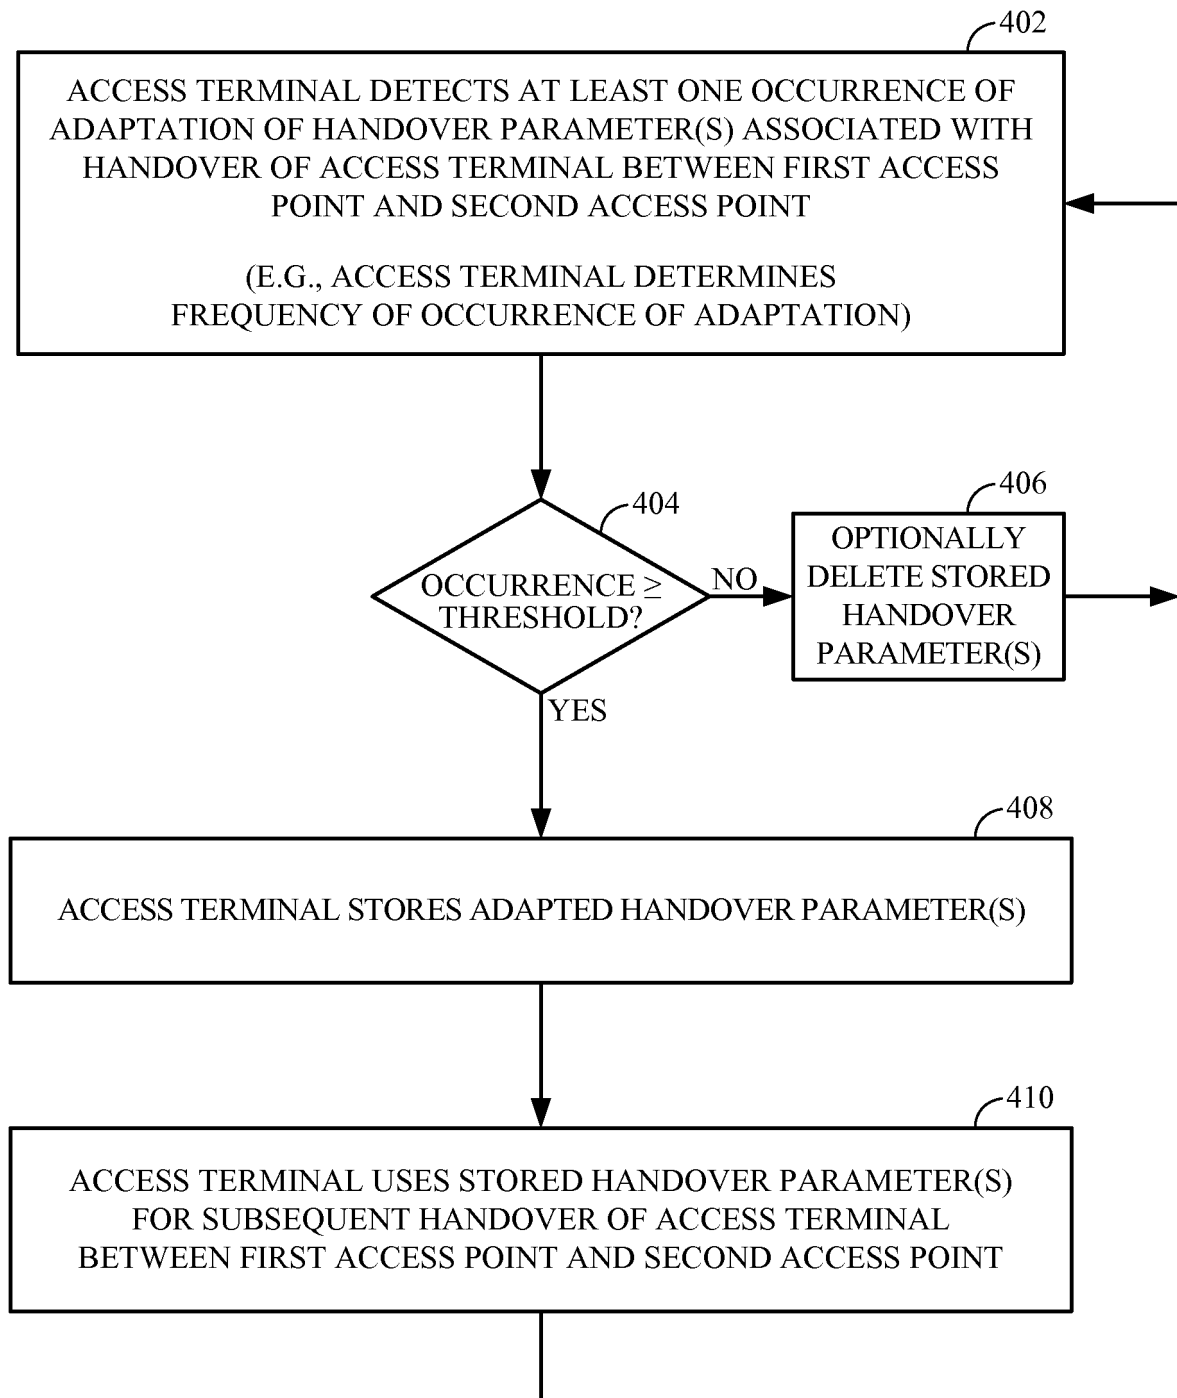 402
ACCESS TERMINAL DETECTS AT LEAST ONE OCCURRENCE OF
ADAPTATION OF HANDOVER PARAMETER(S) ASSOCIATED WITH
HANDOVER OF ACCESS TERMINAL BETWEEN FIRST ACCESS
POINT AND SECOND ACCESS POINT
(E.G., ACCESS TERMINAL DETERMINES
FREQUENCY OF OCCURRENCE OF ADAPTATION)
404
OCCURRENCE ≥
THRESHOLD?
NO
YES
406
OPTIONALLY
DELETE STORED
HANDOVER
PARAMETER(S)
408
ACCESS TERMINAL STORES ADAPTED HANDOVER PARAMETER(S)
410
ACCESS TERMINAL USES STORED HANDOVER PARAMETER(S)
FOR SUBSEQUENT HANDOVER OF ACCESS TERMINAL
BETWEEN FIRST ACCESS POINT AND SECOND ACCESS POINT